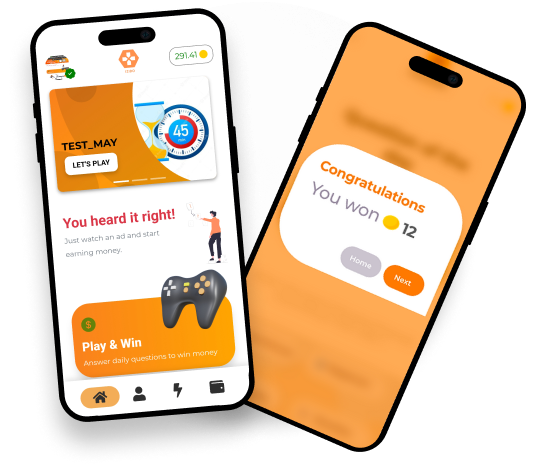 291.41
TEST_MAY
LET'S PLAY
45
You heard it right!
Just watch an ad and start
earning money.
$
Play & Win
Answer daily questions to win money
Congratulations
You won 12
Home
Next